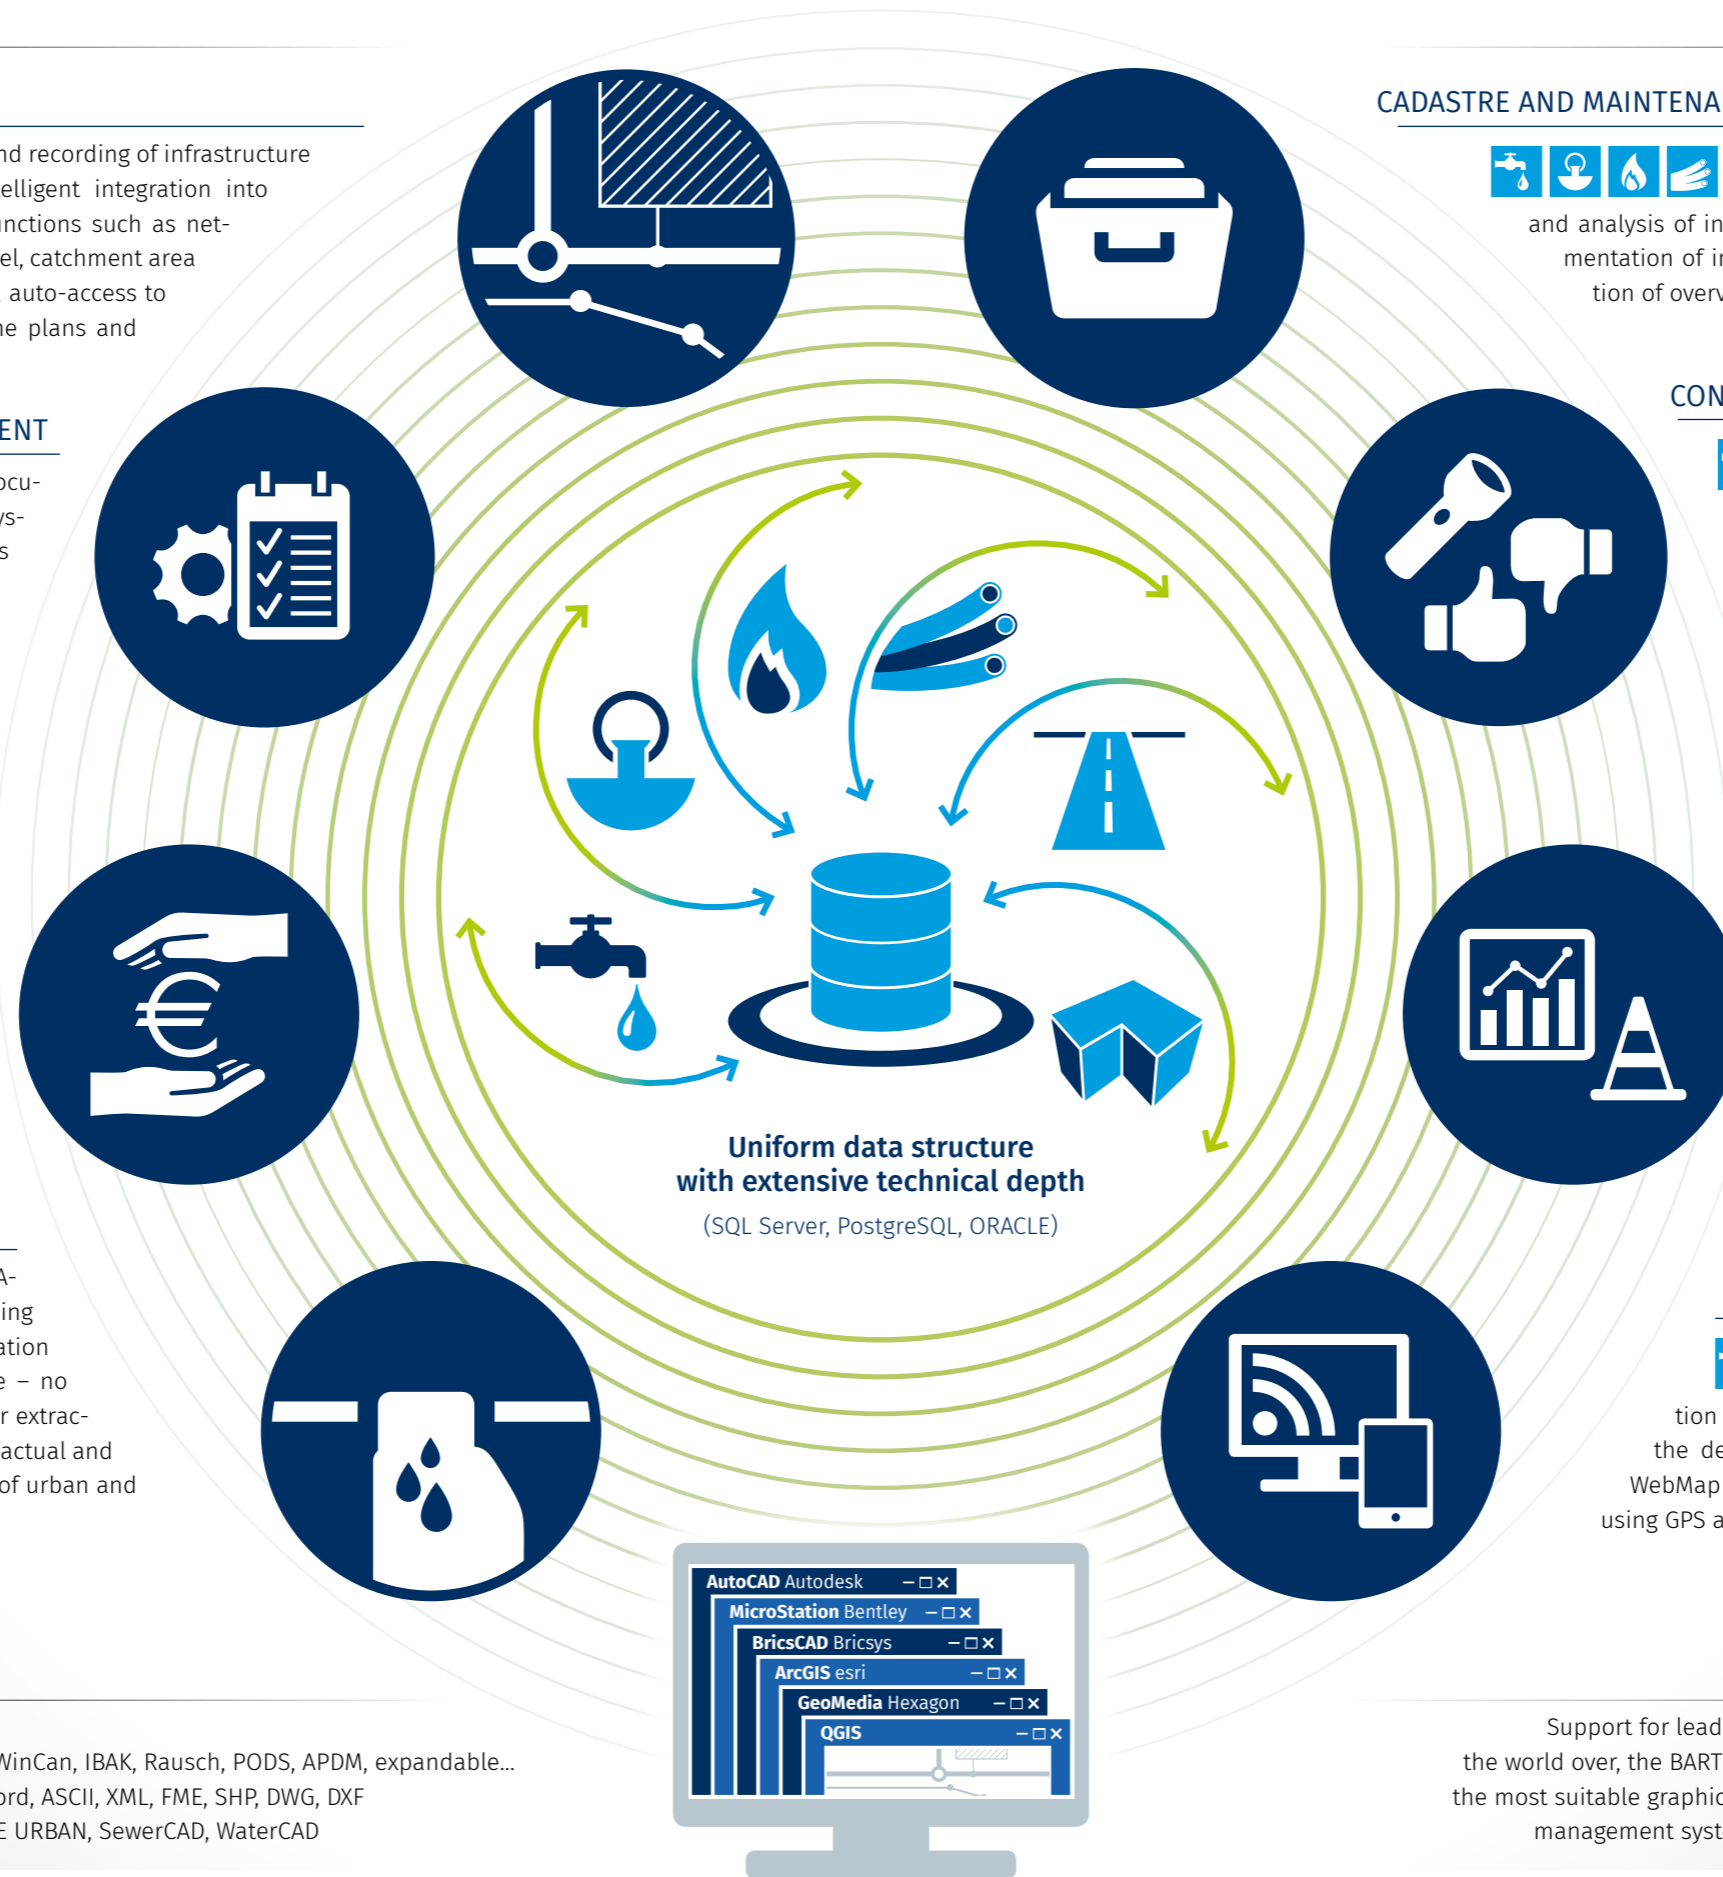 nd recording of infrastructure
telligent integration into
unctions such as net-
el, catchment area
auto-access to
ne plans and
ENT
ocu-
ys-
s
A-
ing
ation
e – no
r extrac-
actual and
of urban and
WinCan, IBAK, Rausch, PODS, APDM, expandable...
ord, ASCII, XML, FME, SHP, DWG, DXF
E URBAN, SewerCAD, WaterCAD
Uniform data structure
with extensive technical depth
(SQL Server, PostgreSQL, ORACLE)
AutoCAD Autodesk
MicroStation Bentley
BricsCAD Bricsys
ArcGIS esri
GeoMedia Hexagon
QGIS
CADASTRE AND MAINTENA
and analysis of in
mentation of in
tion of overv
CON
tion
the de
WebMap
using GPS a
Support for lead
the world over, the BART
the most suitable graphic
management syst